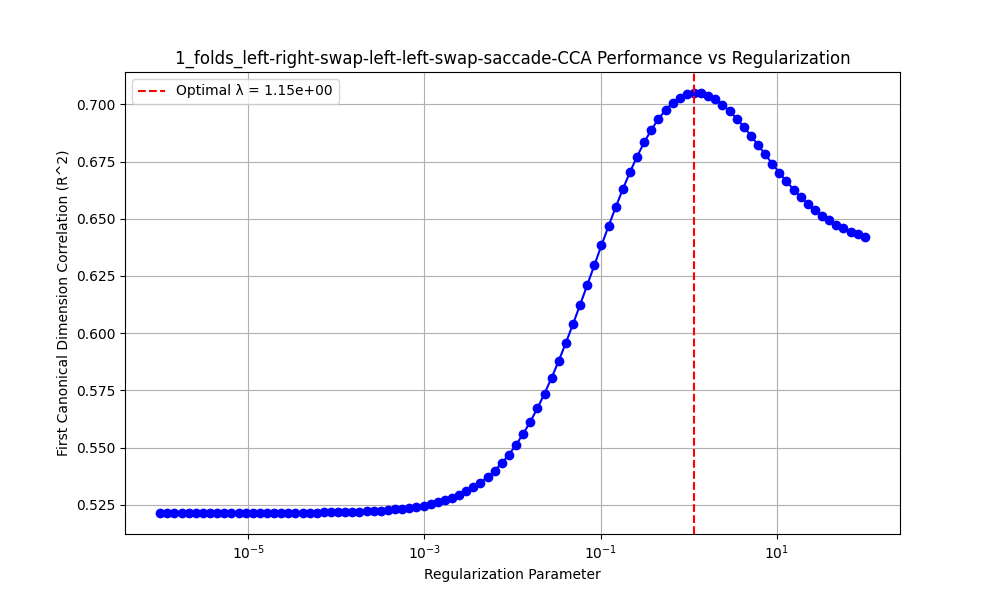 1_folds_left-right-swap-left-left-swap-saccade-CCA Performance vs Regularization
Optimal λ = 1.15e+00
First Canonical Dimension Correlation (R^2)
0.700
0.675
0.650
0.625
0.600
0.575
0.550
0.525
10⁻⁵ 10⁻³ 10⁻¹ 10¹
Regularization Parameter